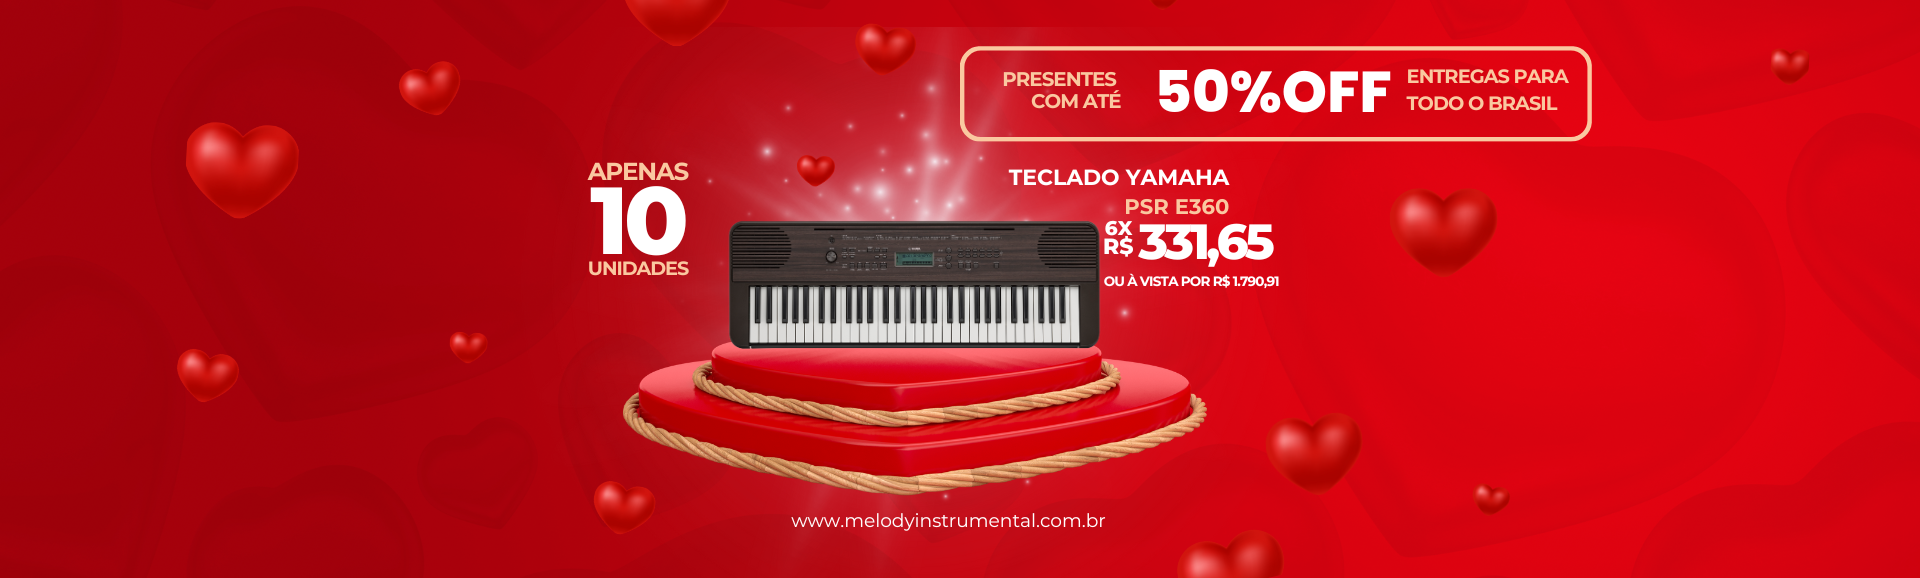 PRESENTES
COM ATÉ
50%OFF
ENTREGAS PARA
TODO O BRASIL
APENAS
10
UNIDADES
TECLADO YAMAHA
PSR E360
6X
R$ 331,65
OU À VISTA POR R$ 1.790,91
www.melodyinstrumental.com.br